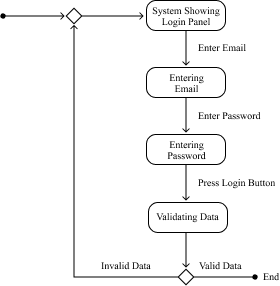 System Showing
Login Panel
Enter Email
Entering
Email
Enter Password
Entering
Password
Press Login Button
Validating Data
Invalid Data
Valid Data
End